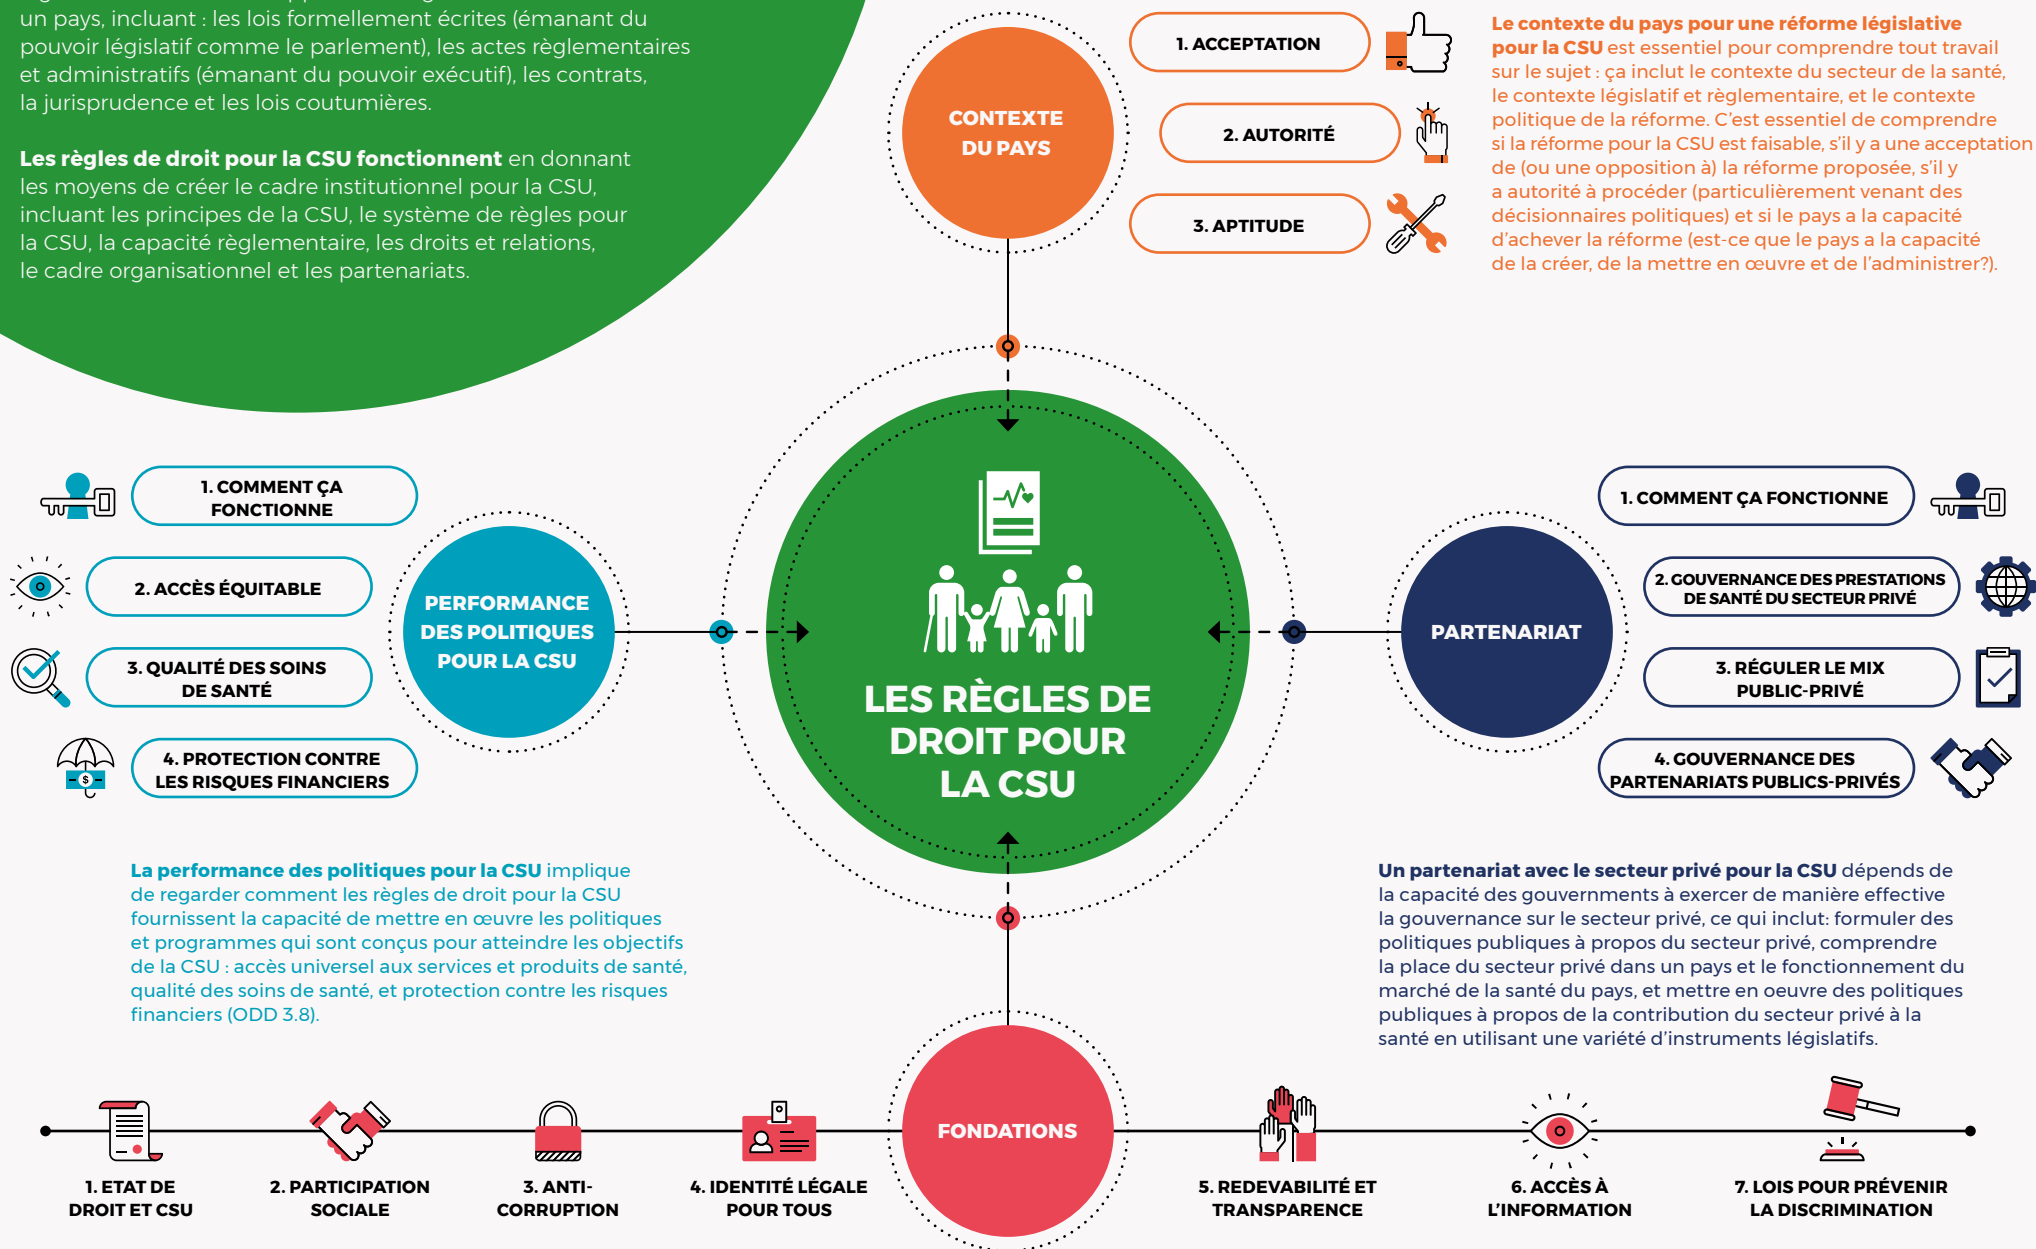 un pays, incluant : les lois formellement écrites (émanant du
pouvoir législatif comme le parlement), les actes règlementaires
et administratifs (émanant du pouvoir exécutif), les contrats,
la jurisprudence et les lois coutumières.
Les règles de droit pour la CSU fonctionnent en donnant
les moyens de créer le cadre institutionnel pour la CSU,
incluant les principes de la CSU, le système de règles pour
la CSU, la capacité règlementaire, les droits et relations,
le cadre organisationnel et les partenariats.
CONTEXTE
DU PAYS
1. ACCEPTATION
2. AUTORITÉ
3. APTITUDE
Le contexte du pays pour une réforme législative
pour la CSU est essentiel pour comprendre tout travail
sur le sujet : ça inclut le contexte du secteur de la santé,
le contexte législatif et règlementaire, et le contexte
politique de la réforme. C'est essentiel de comprendre
si la réforme pour la CSU est faisable, s'il y a une acceptation
de (ou une opposition à) la réforme proposée, s'il y
a autorité à procéder (particulièrement venant des
décisionnaires politiques) et si le pays a la capacité
d'achever la réforme (est-ce que le pays a la capacité
de la créer, de la mettre en œuvre et de l'administrer?).
1. COMMENT ÇA
FONCTIONNE
2. ACCÈS ÉQUITABLE
3. QUALITÉ DES SOINS
DE SANTÉ
4. PROTECTION CONTRE
LES RISQUES FINANCIERS
$
PERFORMANCE
DES POLITIQUES
POUR LA CSU
LES RÈGLES DE
DROIT POUR
LA CSU
PARTENARIAT
1. COMMENT ÇA FONCTIONNE
2. GOUVERNANCE DES PRESTATIONS
DE SANTÉ DU SECTEUR PRIVÉ
3. RÉGULER LE MIX
PUBLIC-PRIVÉ
4. GOUVERNANCE DES
PARTENARIATS PUBLICS-PRIVÉS
La performance des politiques pour la CSU implique
de regarder comment les règles de droit pour la CSU
fournissent la capacité de mettre en œuvre les politiques
et programmes qui sont conçus pour atteindre les objectifs
de la CSU : accès universel aux services et produits de santé,
qualité des soins de santé, et protection contre les risques
financiers (ODD 3.8).
Un partenariat avec le secteur privé pour la CSU dépends de
la capacité des gouvernments à exercer de manière effective
la gouvernance sur le secteur privé, ce qui inclut: formuler des
politiques publiques à propos du secteur privé, comprendre
la place du secteur privé dans un pays et le fonctionnement du
marché de la santé du pays, et mettre en oeuvre des politiques
publiques à propos de la contribution du secteur privé à la
santé en utilisant une variété d'instruments législatifs.
FONDATIONS
1. ETAT DE
DROIT ET CSU
2. PARTICIPATION
SOCIALE
3. ANTI-
CORRUPTION
4. IDENTITÉ LÉGALE
POUR TOUS
5. REDEVABILITÉ ET
TRANSPARENCE
6. ACCÈS À
L'INFORMATION
7. LOIS POUR PRÉVENIR
LA DISCRIMINATION